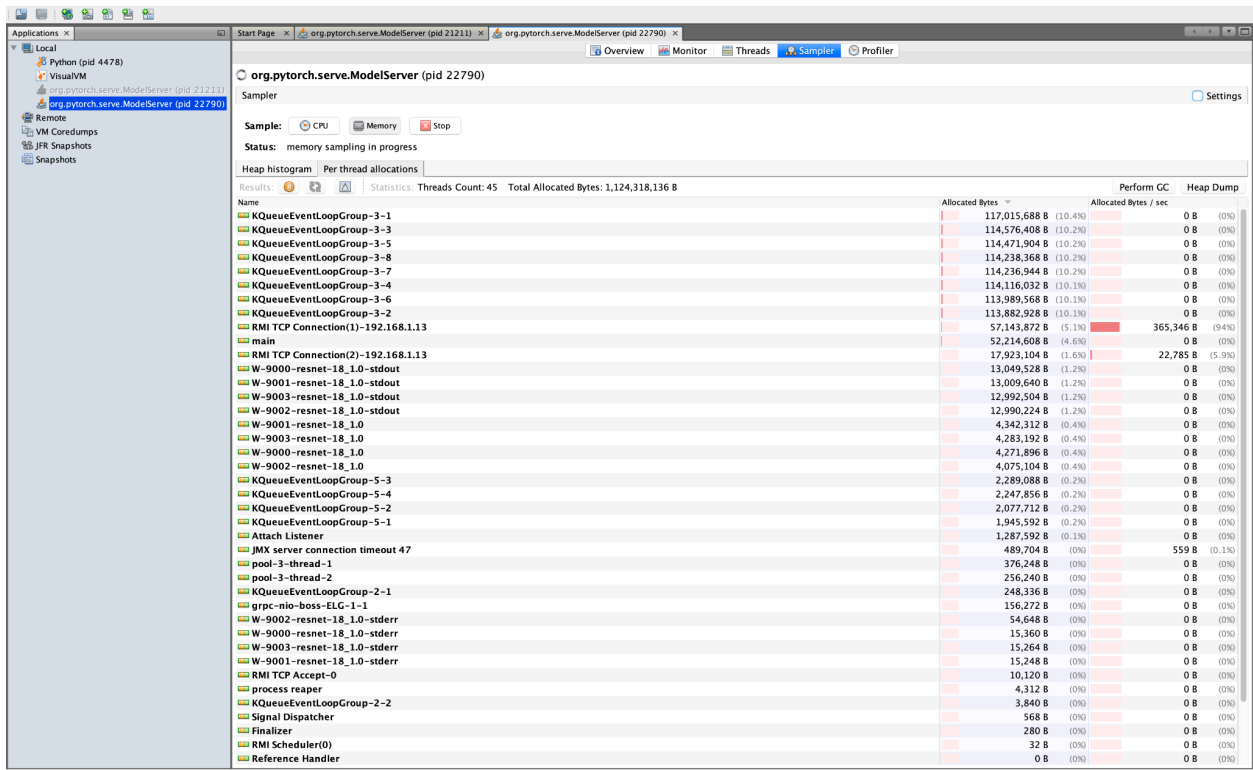 Applications ×
Start Page ×
org.pytorch.serve.ModelServer (pid 21211) ×
org.pytorch.serve.ModelServer (pid 22790) ×
Local
Python (pid 4478)
VisualVM
org.pytorch.serve.ModelServer (pid 21211)
org.pytorch.serve.ModelServer (pid 22790)
Remote
VM Coredumps
JFR Snapshots
Snapshots
Overview Monitor Threads Sampler Profiler
org.pytorch.serve.ModelServer (pid 22790)
Sampler Settings
Sample: CPU Memory Stop
Status: memory sampling in progress
Heap histogram Per thread allocations
Results: Statistics: Threads Count: 45 Total Allocated Bytes: 1,124,318,136 B Perform GC Heap Dump
Name Allocated Bytes Allocated Bytes / sec
KQueueEventLoopGroup-3-1 117,015,688 B (10.4%) 0 B (0%)
KQueueEventLoopGroup-3-3 114,576,408 B (10.2%) 0 B (0%)
KQueueEventLoopGroup-3-5 114,471,904 B (10.2%) 0 B (0%)
KQueueEventLoopGroup-3-8 114,238,368 B (10.2%) 0 B (0%)
KQueueEventLoopGroup-3-7 114,236,944 B (10.2%) 0 B (0%)
KQueueEventLoopGroup-3-4 114,116,032 B (10.1%) 0 B (0%)
KQueueEventLoopGroup-3-6 113,989,568 B (10.1%) 0 B (0%)
KQueueEventLoopGroup-3-2 113,882,928 B (10.1%) 0 B (0%)
RMI TCP Connection(1)-192.168.1.13 57,143,872 B (5.1%) 365,346 B (94%)
main 52,214,608 B (4.6%) 0 B (0%)
RMI TCP Connection(2)-192.168.1.13 17,923,104 B (1.6%) 22,785 B (5.9%)
W-9000-resnet-18_1.0-stdout 13,049,528 B (1.2%) 0 B (0%)
W-9001-resnet-18_1.0-stdout 13,009,640 B (1.2%) 0 B (0%)
W-9003-resnet-18_1.0-stdout 12,992,504 B (1.2%) 0 B (0%)
W-9002-resnet-18_1.0-stdout 12,990,224 B (1.2%) 0 B (0%)
W-9001-resnet-18_1.0 4,342,312 B (0.4%) 0 B (0%)
W-9003-resnet-18_1.0 4,283,192 B (0.4%) 0 B (0%)
W-9000-resnet-18_1.0 4,271,896 B (0.4%) 0 B (0%)
W-9002-resnet-18_1.0 4,075,104 B (0.4%) 0 B (0%)
KQueueEventLoopGroup-5-3 2,289,088 B (0.2%) 0 B (0%)
KQueueEventLoopGroup-5-4 2,247,856 B (0.2%) 0 B (0%)
KQueueEventLoopGroup-5-2 2,077,712 B (0.2%) 0 B (0%)
KQueueEventLoopGroup-5-1 1,945,592 B (0.2%) 0 B (0%)
Attach Listener 1,287,592 B (0.1%) 0 B (0%)
JMX server connection timeout 47 489,704 B (0%) 559 B (0.1%)
pool-3-thread-1 376,248 B (0%) 0 B (0%)
pool-3-thread-2 256,240 B (0%) 0 B (0%)
KQueueEventLoopGroup-2-1 248,336 B (0%) 0 B (0%)
grpc-nio-boss-ELG-1-1 156,272 B (0%) 0 B (0%)
W-9002-resnet-18_1.0-stderr 54,648 B (0%) 0 B (0%)
W-9000-resnet-18_1.0-stderr 15,360 B (0%) 0 B (0%)
W-9003-resnet-18_1.0-stderr 15,264 B (0%) 0 B (0%)
W-9001-resnet-18_1.0-stderr 15,248 B (0%) 0 B (0%)
RMI TCP Accept-0 10,120 B (0%) 0 B (0%)
process reaper 4,312 B (0%) 0 B (0%)
KQueueEventLoopGroup-2-2 3,840 B (0%) 0 B (0%)
Signal Dispatcher 568 B (0%) 0 B (0%)
Finalizer 280 B (0%) 0 B (0%)
RMI Scheduler(0) 32 B (0%) 0 B (0%)
Reference Handler 0 B (0%) 0 B (0%)